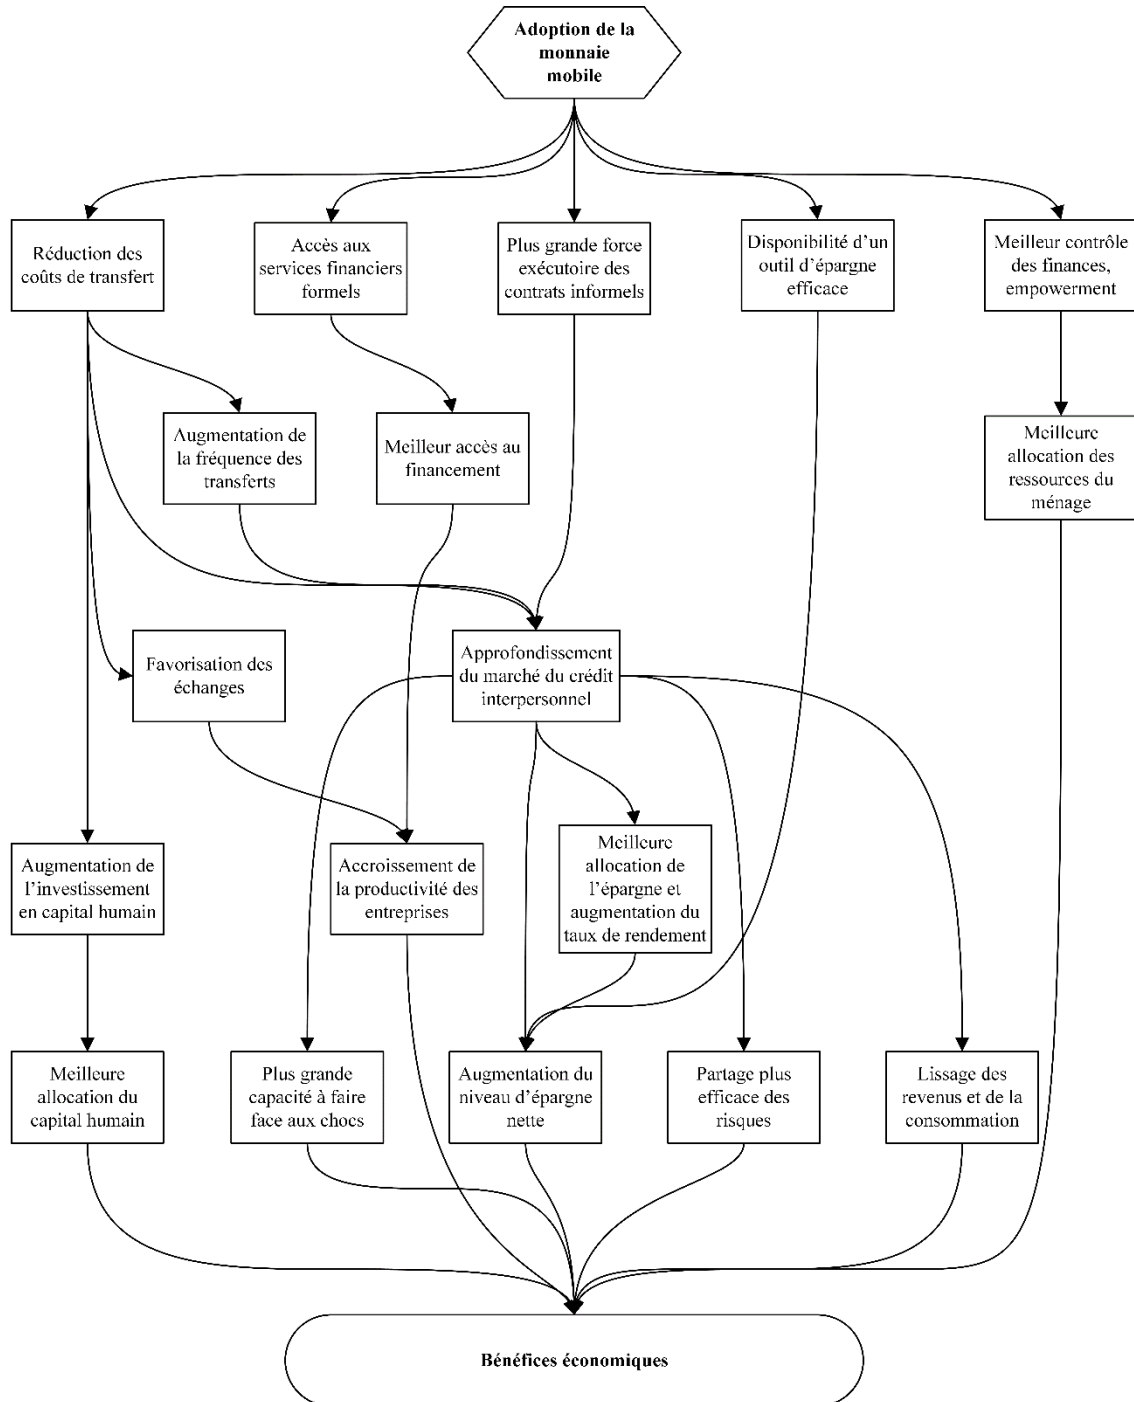 Adoption de la
monnaie
mobile
Réduction des
coûts de transfert
Accès aux
services financiers
formels
Plus grande force
exécutoire des
contrats informels
Disponibilité d’un
outil d’épargne
efficace
Meilleur contrôle
des finances,
empowerment
Augmentation de
la fréquence des
transferts
Meilleur accès au
financement
Meilleure
allocation des
ressources du
ménage
Favorisation des
échanges
Approfondissement
du marché du crédit
interpersonnel
Augmentation de
l’investissement
en capital humain
Accroissement de
la productivité des
entreprises
Meilleure
allocation de
l’épargne et
augmentation du
taux de rendement
Meilleure
allocation du
capital humain
Plus grande
capacité à faire
face aux chocs
Augmentation du
niveau d’épargne
nette
Partage plus
efficace des
risques
Lissage des
revenus et de la
consommation
Bénéfices économiques